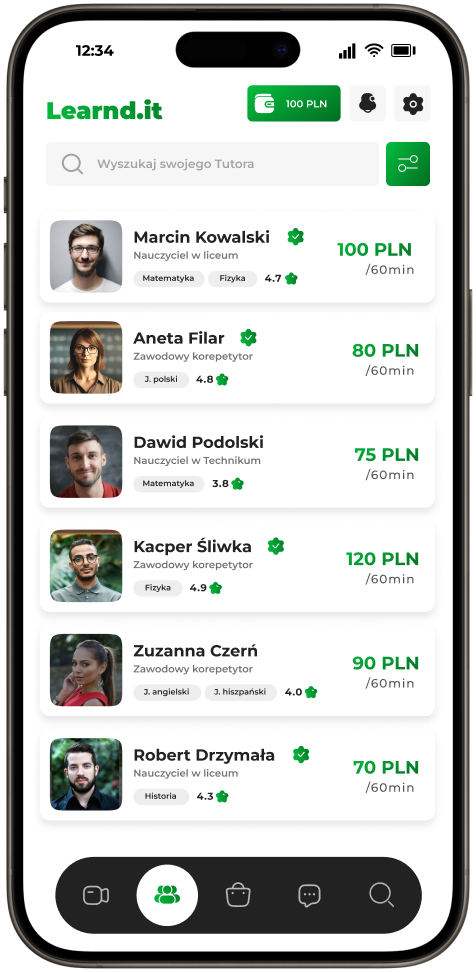 12:34
Learnd.it
100 PLN
Wyszukaj swojego Tutora
Marcin Kowalski
Nauczyciel w liceum
Matematyka Fizyka 4.7
100 PLN
/60min
Aneta Filar
Zawodowy korepetytor
J. polski 4.8
80 PLN
/60min
Dawid Podolski
Nauczyciel w Technikum
Matematyka 3.8
75 PLN
/60min
Kacper Śliwka
Zawodowy korepetytor
Fizyka 4.9
120 PLN
/60min
Zuzanna Czerń
Zawodowy korepetytor
J. angielski J. hiszpański 4.0
90 PLN
/60min
Robert Drzymała
Nauczyciel w liceum
Historia 4.3
70 PLN
/60min